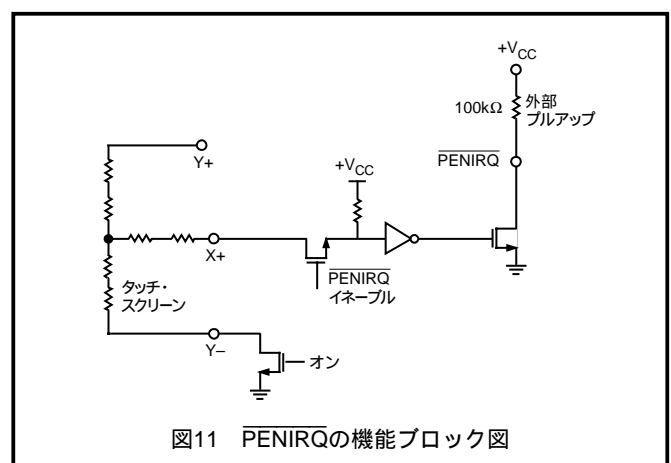 +VCC
100kΩ
外部
プルアップ
PENIRQ
Y+
+VCC
X+
PENIRQ
イネーブル
タッチ・
スクリーン
Y–
オン
図11 PENIRQの機能ブロック図